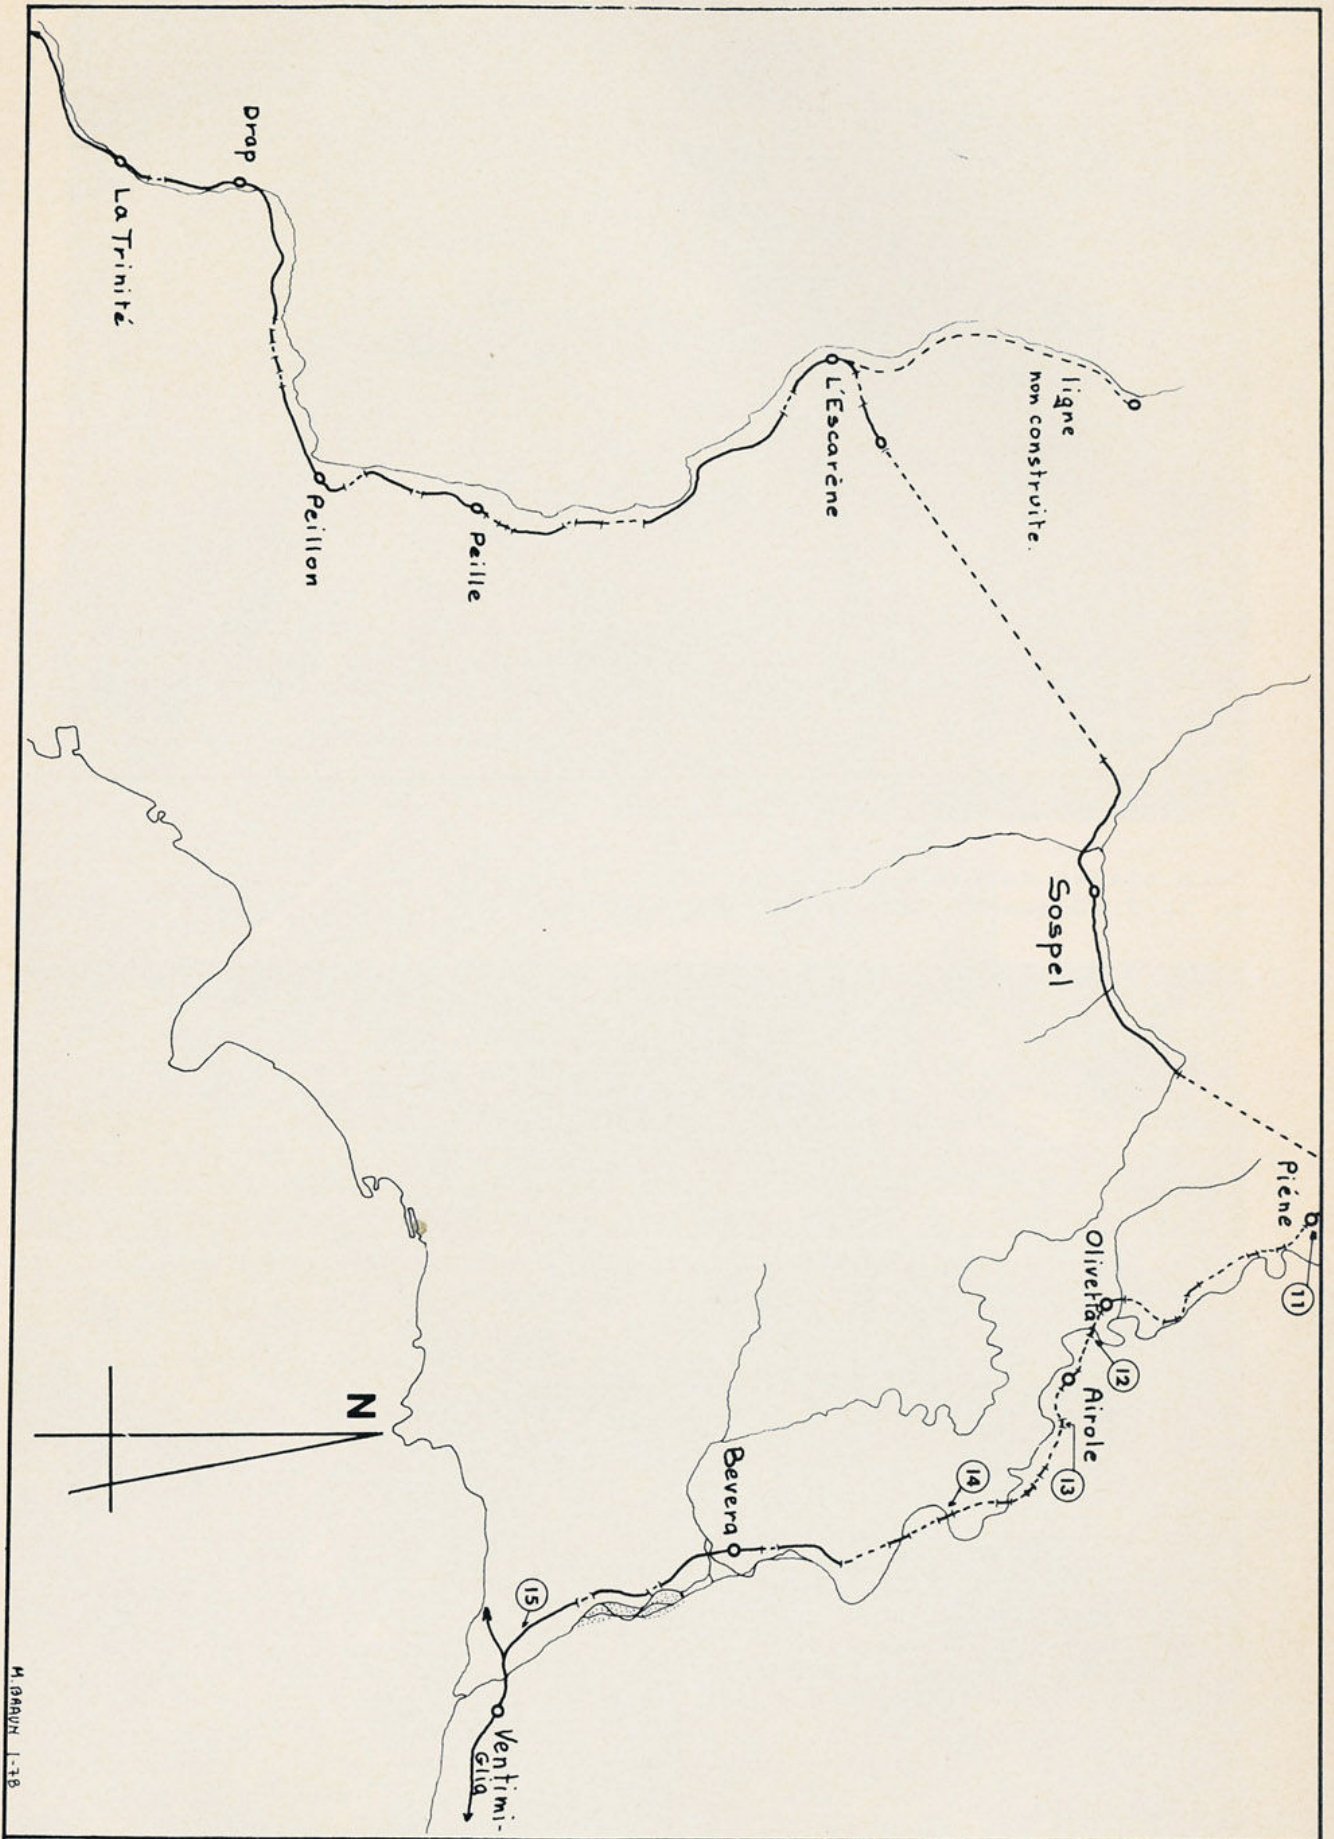 ligne
non construite.
Piéne
11
L'Escarène
Sospel
Olivetta
12
Airole
13
Drap
Peille
14
Bevera
La Trinité
Peillon
15
N
Ventimi-
Glia
M. BRAUN 1-78